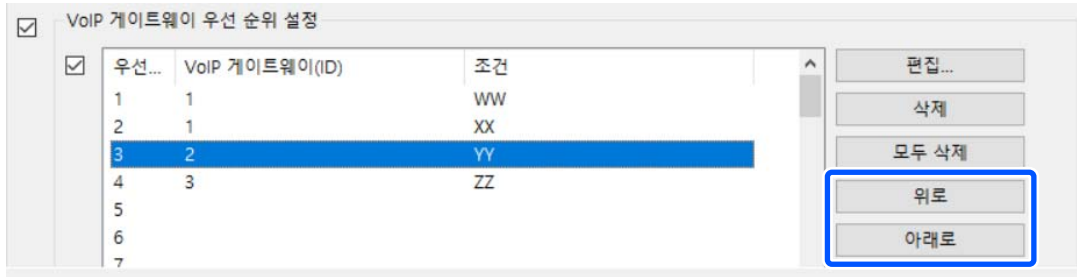 VoIP 게이트웨이 우선 순위 설정
우선... VoIP 게이트웨이(ID) 조건 편집...
1 1 WW
삭제
2 1 XX
3 2 YY 모두 삭제
4 3 ZZ
위로
5
6 아래로
7